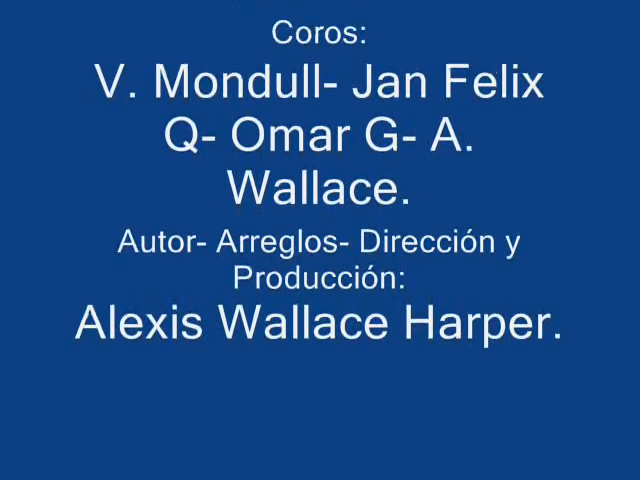 Coros:
V. Mondull- Jan Felix
Q- Omar G- A.
Wallace.
Autor- Arreglos- Dirección y
Producción:
Alexis Wallace Harper.